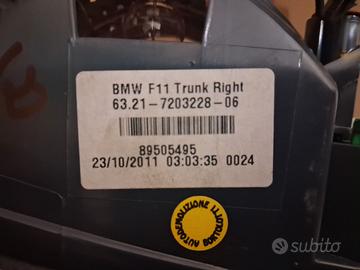 BMW F11 Trunk Right
63.21-7203228-06
89505495
23/10/2011 03:03:35 0024
AUTODEMOLIZIONE
subito